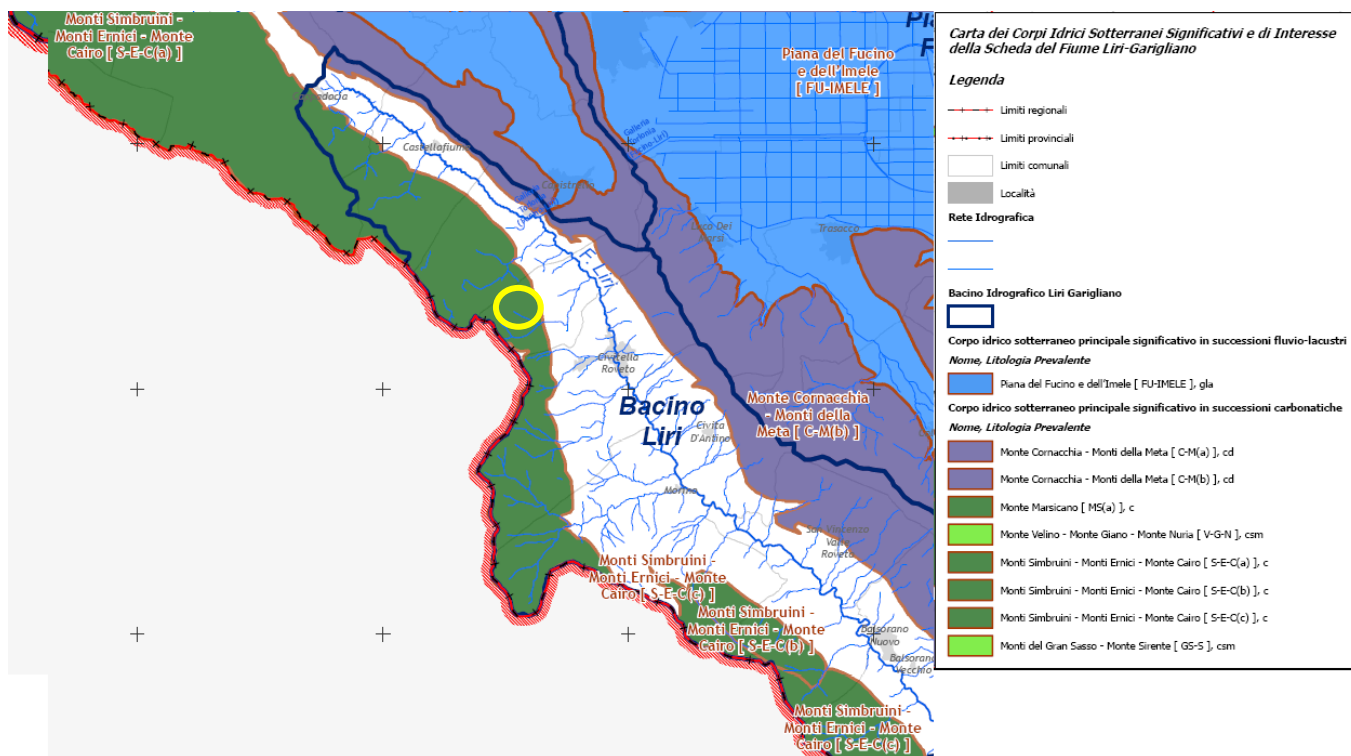 Monti Simbruini -
Monti Ernici - Monte
Cairo [ S-E-C(a) ]
Piana del Fucino
e dell'Imele
[ FU-IMELE ]
Castellafiume
Capistrello
Luco Dei
Marsi
Trasacco
F. Liri
Civitella
Roveto
Bacino
Liri
Monte Cornacchia
- Monti della
Meta [ C-M(b) ]
Civita
D'Antino
Morino
San Vincenzo
Valle
Roveto
Monti Simbruini -
Monti Ernici - Monte
Cairo [ S-E-C(c) ]
Monti Simbruini -
Monti Ernici - Monte
Cairo [ S-E-C(b) ]
Balsorano
Nuovo
Balsorano
Vecchio
Monti Simbruini -
Monti Ernici - Monte
Cairo [ S-E-C(c) ]
Carta dei Corpi Idrici Sotterranei Significativi e di Interesse
della Scheda del Fiume Liri-Garigliano
Legenda
Limiti regionali
Limiti provinciali
Limiti comunali
Località
Rete Idrografica
Bacino Idrografico Liri Garigliano
Corpo idrico sotterraneo principale significativo in successioni fluvio-lacustri
Nome, Litologia Prevalente
Piana del Fucino e dell'Imele [ FU-IMELE ], gla
Corpo idrico sotterraneo principale significativo in successioni carbonatiche
Nome, Litologia Prevalente
Monte Cornacchia - Monti della Meta [ C-M(a) ], cd
Monte Cornacchia - Monti della Meta [ C-M(b) ], cd
Monte Marsicano [ MS(a) ], c
Monte Velino - Monte Giano - Monte Nuria [ V-G-N ], csm
Monti Simbruini - Monti Ernici - Monte Cairo [ S-E-C(a) ], c
Monti Simbruini - Monti Ernici - Monte Cairo [ S-E-C(b) ], c
Monti Simbruini - Monti Ernici - Monte Cairo [ S-E-C(c) ], c
Monti del Gran Sasso - Monte Sirente [ GS-S ], csm